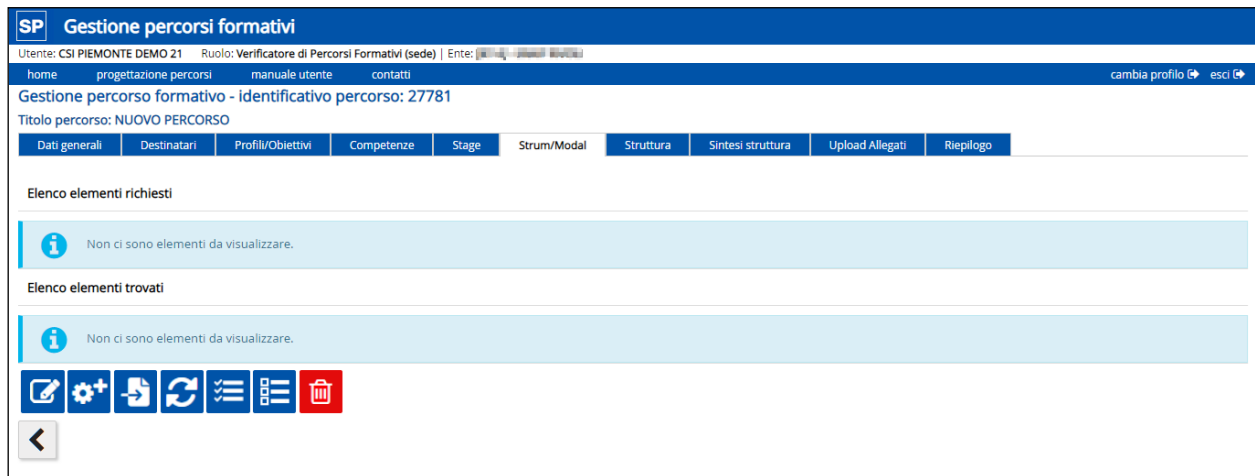 SP Gestione percorsi formativi
Utente: CSI PIEMONTE DEMO 21 Ruolo: Verificatore di Percorsi Formativi (sede) | Ente:
home progettazione percorsi manuale utente contatti cambia profilo esci
Gestione percorso formativo - identificativo percorso: 27781
Titolo percorso: NUOVO PERCORSO
Dati generali Destinatari Profili/Obiettivi Competenze Stage Strum/Modal Struttura Sintesi struttura Upload Allegati Riepilogo
Elenco elementi richiesti
Non ci sono elementi da visualizzare.
Elenco elementi trovati
Non ci sono elementi da visualizzare.